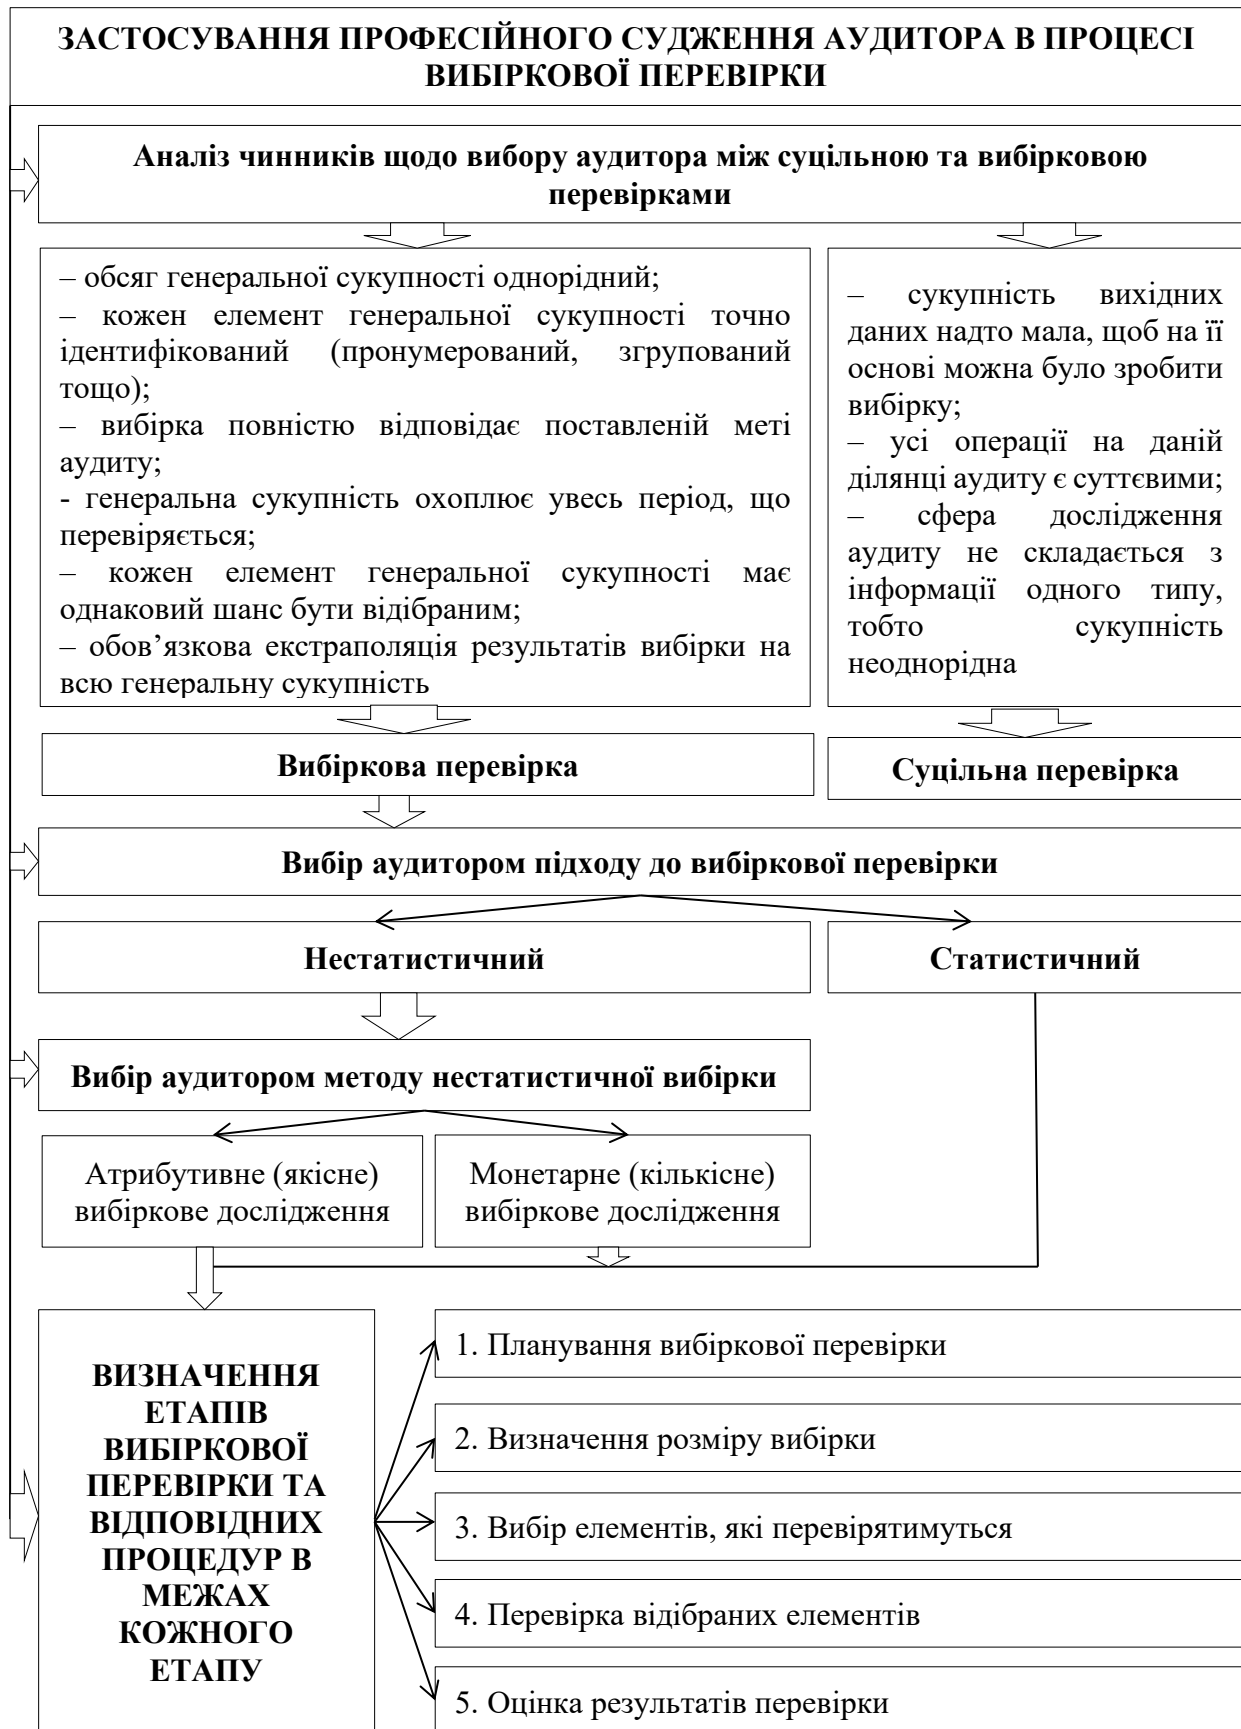 ЗАСТОСУВАННЯ ПРОФЕСІЙНОГО СУДЖЕННЯ АУДИТОРА В ПРОЦЕСІ
ВИБІРКОВОЇ ПЕРЕВІРКИ
Аналіз чинників щодо вибору аудитора між суцільною та вибірковою
перевірками
– обсяг генеральної сукупності однорідний;
– кожен елемент генеральної сукупності точно
ідентифікований (пронумерований, згрупований
тощо);
– вибірка повністю відповідає поставленій меті
аудиту;
- генеральна сукупність охоплює увесь період, що
перевіряється;
– кожен елемент генеральної сукупності має
однаковий шанс бути відібраним;
– обов’язкова екстраполяція результатів вибірки на
всю генеральну сукупність
– сукупність вихідних
даних надто мала, щоб на її
основі можна було зробити
вибірку;
– усі операції на даній
ділянці аудиту є суттєвими;
– сфера дослідження
аудиту не складається з
інформації одного типу,
тобто сукупність
неоднорідна
Вибіркова перевірка
Суцільна перевірка
Вибір аудитором підходу до вибіркової перевірки
Нестатистичний
Статистичний
Вибір аудитором методу нестатистичної вибірки
Атрибутивне (якісне)
вибіркове дослідження
Монетарне (кількісне)
вибіркове дослідження
ВИЗНАЧЕННЯ
ЕТАПІВ
ВИБІРКОВОЇ
ПЕРЕВІРКИ ТА
ВІДПОВІДНИХ
ПРОЦЕДУР В
МЕЖАХ
КОЖНОГО
ЕТАПУ
1. Планування вибіркової перевірки
2. Визначення розміру вибірки
3. Вибір елементів, які перевірятимуться
4. Перевірка відібраних елементів
5. Оцінка результатів перевірки